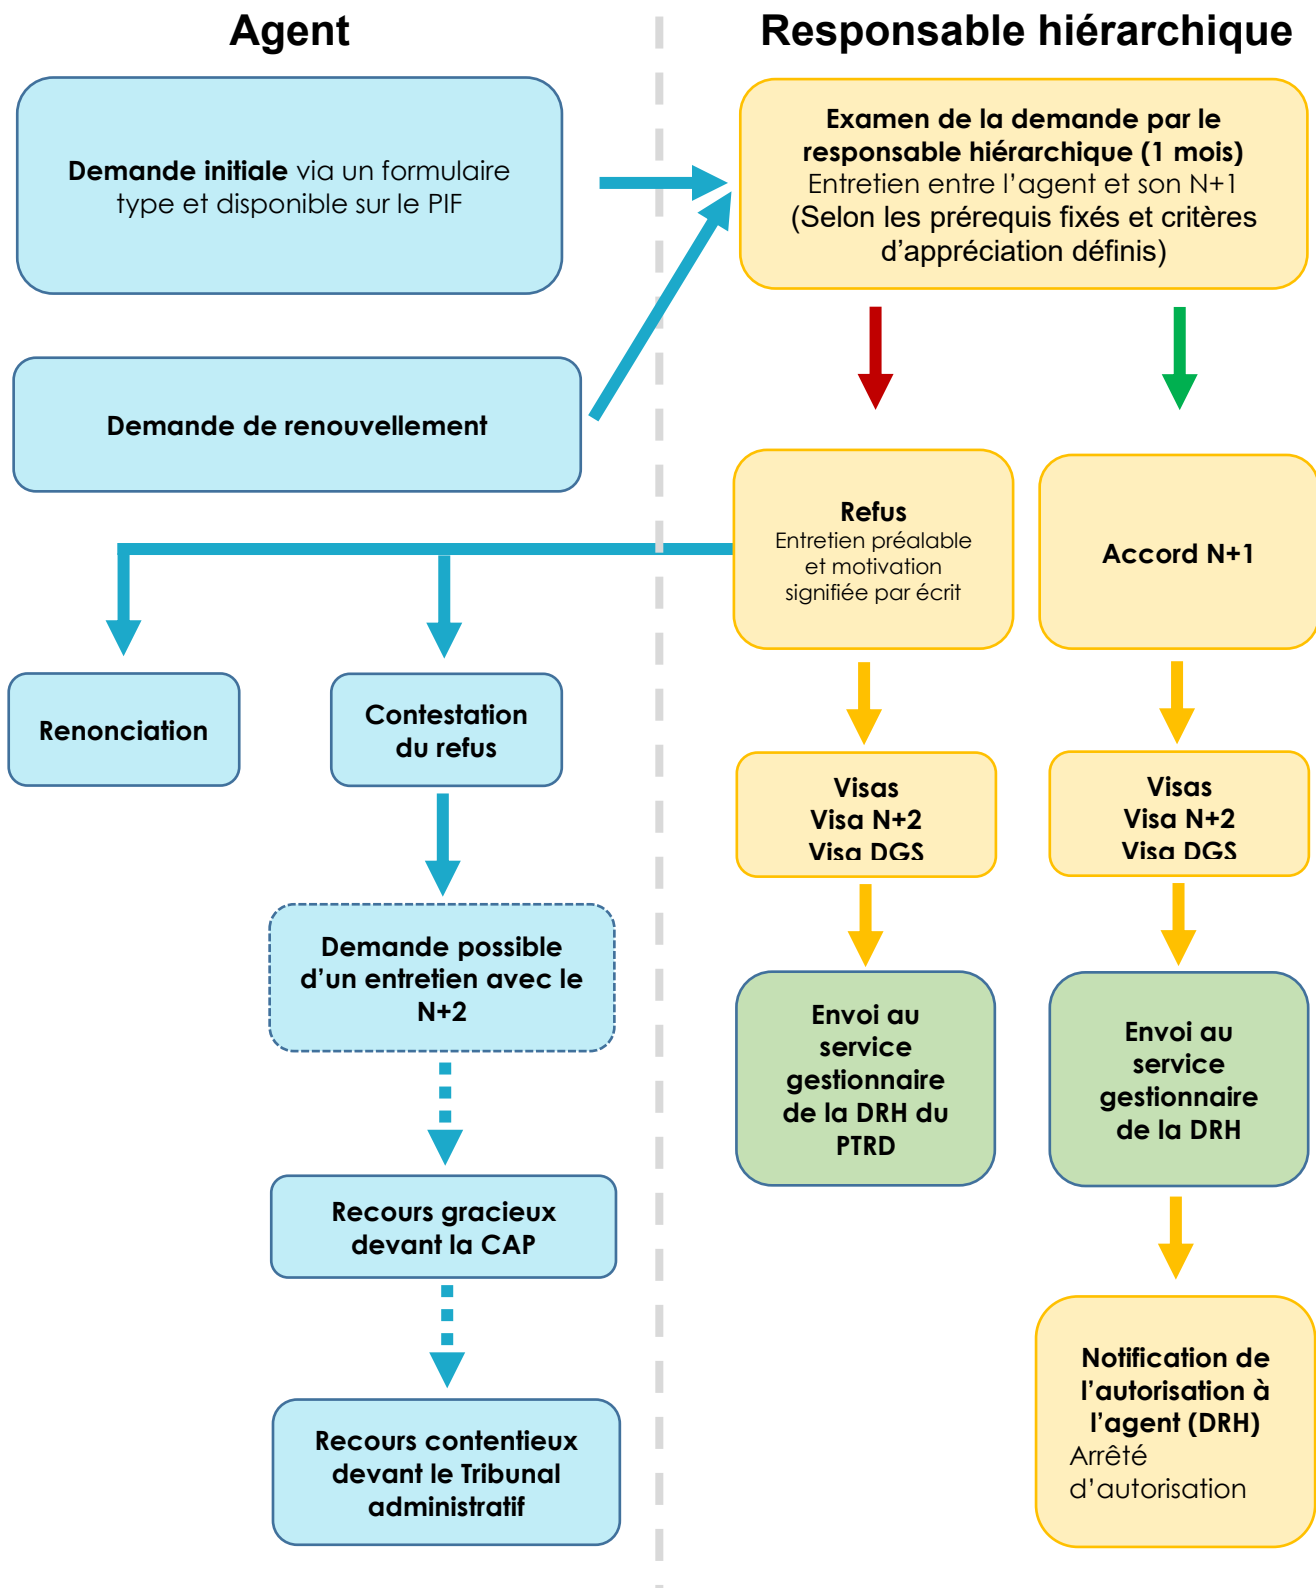 Agent
Responsable hiérarchique
Demande initiale via un formulaire
type et disponible sur le PIF
Examen de la demande par le
responsable hiérarchique (1 mois)
Entretien entre l’agent et son N+1
(Selon les prérequis fixés et critères
d’appréciation définis)
Demande de renouvellement
Refus
Entretien préalable
et motivation
signifiée par écrit
Accord N+1
Renonciation
Contestation
du refus
Visas
Visa N+2
Visa DGS
Visas
Visa N+2
Visa DGS
Demande possible
d’un entretien avec le
N+2
Envoi au
service
gestionnaire
de la DRH du
PTRD
Envoi au
service
gestionnaire
de la DRH
Recours gracieux
devant la CAP
Notification de
l’autorisation à
l’agent (DRH)
Arrêté
d’autorisation
Recours contentieux
devant le Tribunal
administratif